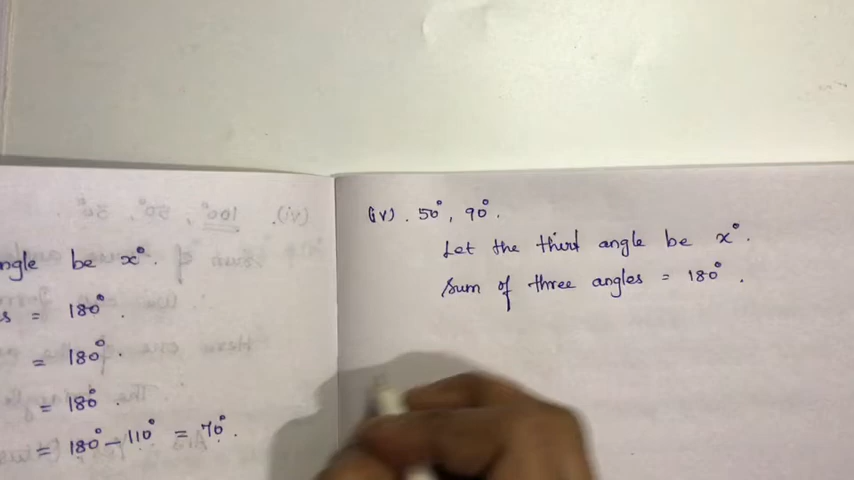 ngle be x°.
s = 180°.
= 180°.
= 180°.
= 180° - 110° = 70°.
(iv). 50°, 90°.
Let the third angle be x°.
Sum of three angles = 180°.